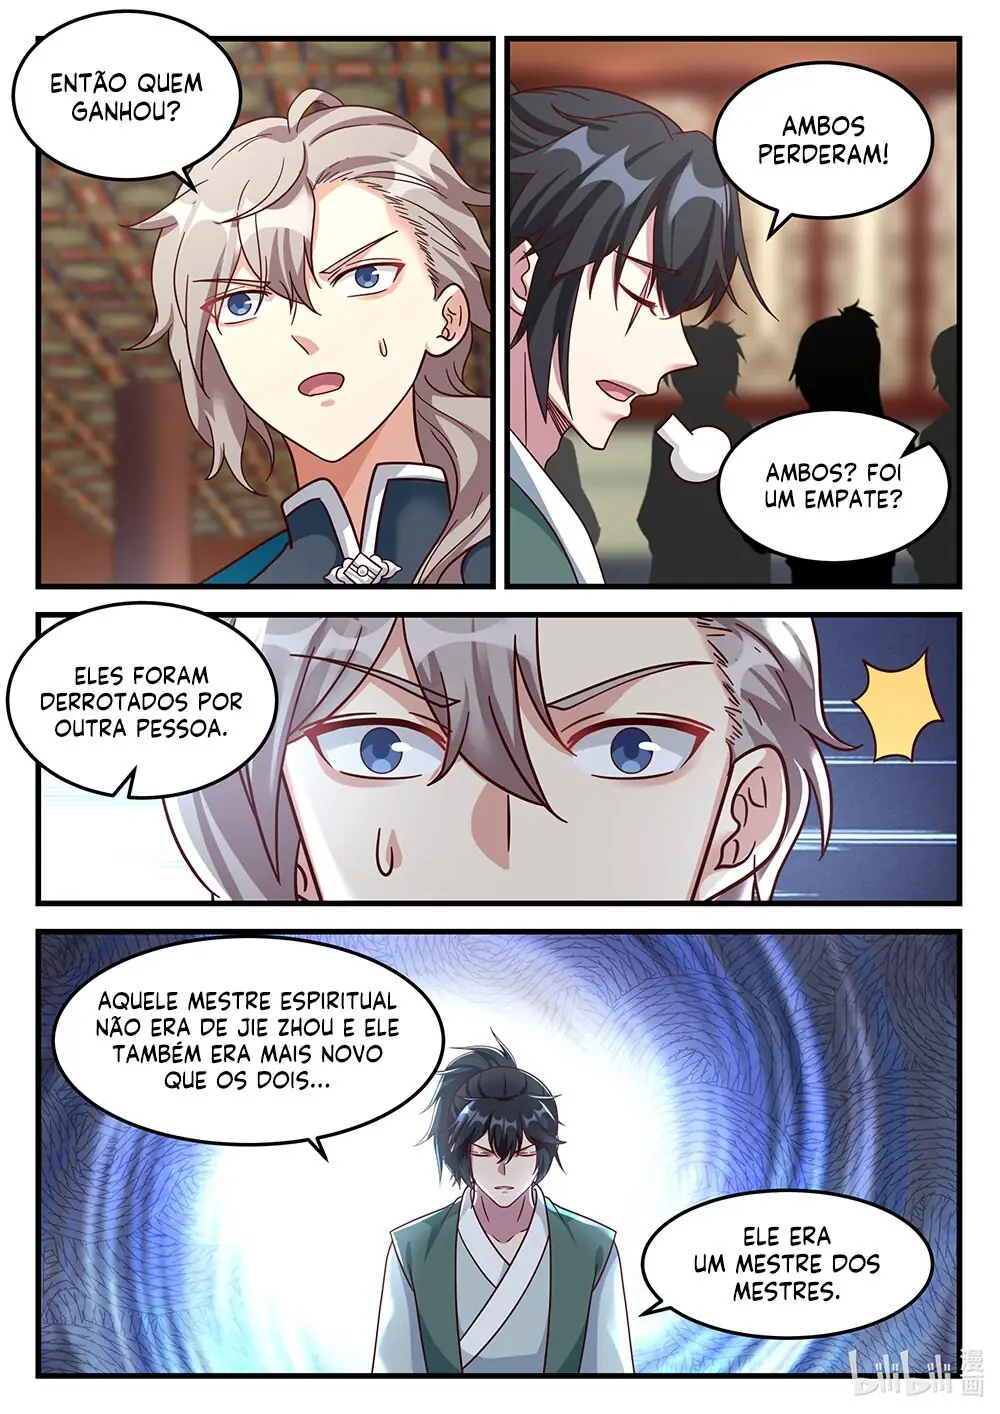 ENTÃO QUEM
GANHOU?
AMBOS
PERDERAM!
AMBOS? FOI
UM EMPATE?
ELES FORAM
DERROTADOS POR
OUTRA PESSOA.
AQUELE MESTRE ESPIRITUAL
NÃO ERA DE JIE ZHOU E ELE
TAMBÉM ERA MAIS NOVO
QUE OS DOIS...
ELE ERA
UM MESTRE DOS
MESTRES.
bilibili 漫画